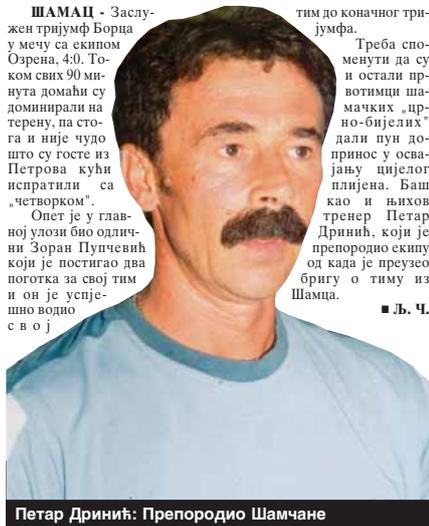 ШАМАЦ - Заслу-
жен тријумф Борца
у мечу са екипом
Озрена, 4:0. То-
ком свих 90 ми-
нута домаћи су
доминирали на
терену, па сто-
га и није чудо
што су госте из
Петрова кући
испратили са
„четворком".
Опет је у глав-
ној улози био одлич-
ни Зоран Пупчевић
који је постигао два
поготка за свој тим
и он је успје-
шно водио
свој
тим до коначног три-
јумфа.
Треба спо-
менути да су
и остали пр-
вотимци ша-
мачких „цр-
но-бијелих"
дали пун до-
принос у осва-
јању цијелог
плијена. Баш
као и њихов
тренер Петар
Дринић, који је
препородио екипу
од када је преузео
бригу о тиму из
Шамца.
■ Љ. Ч.
Петар Дринић: Препородио Шамчане